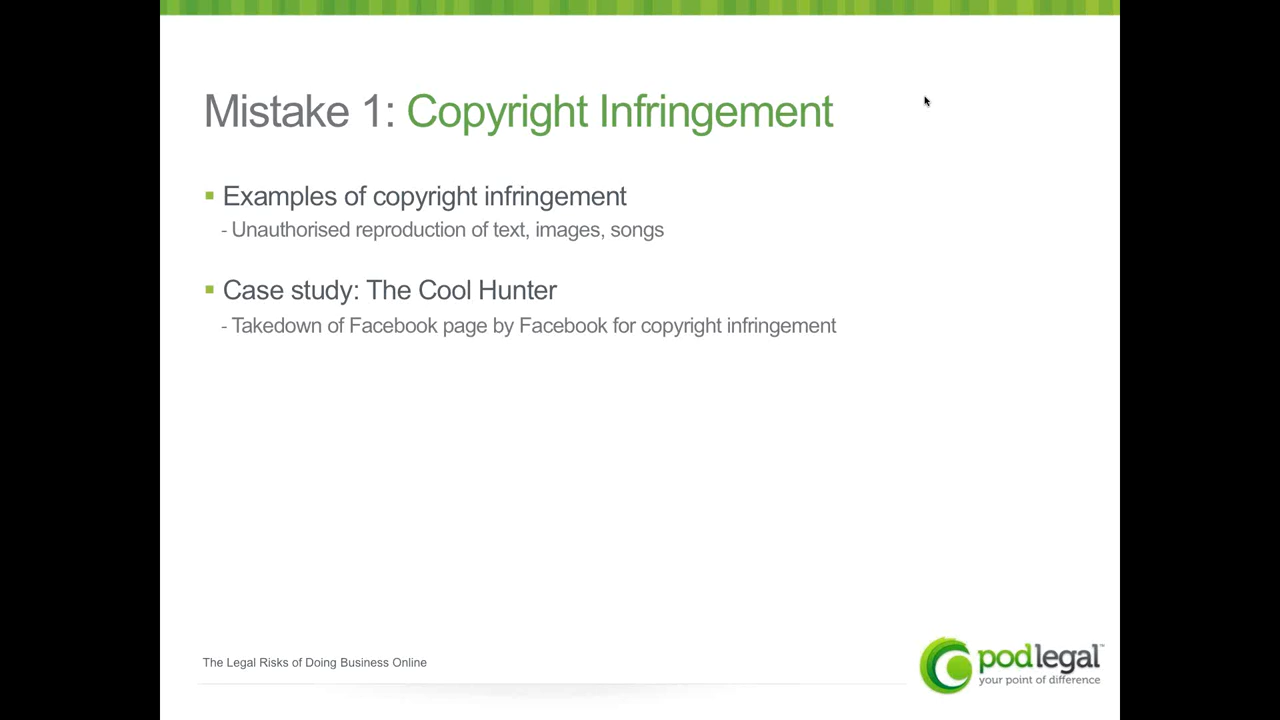 Mistake 1: Copyright Infringement
Examples of copyright infringement
- Unauthorised reproduction of text, images, songs
Case study: The Cool Hunter
- Takedown of Facebook page by Facebook for copyright infringement
The Legal Risks of Doing Business Online
podlegal™
your point of difference